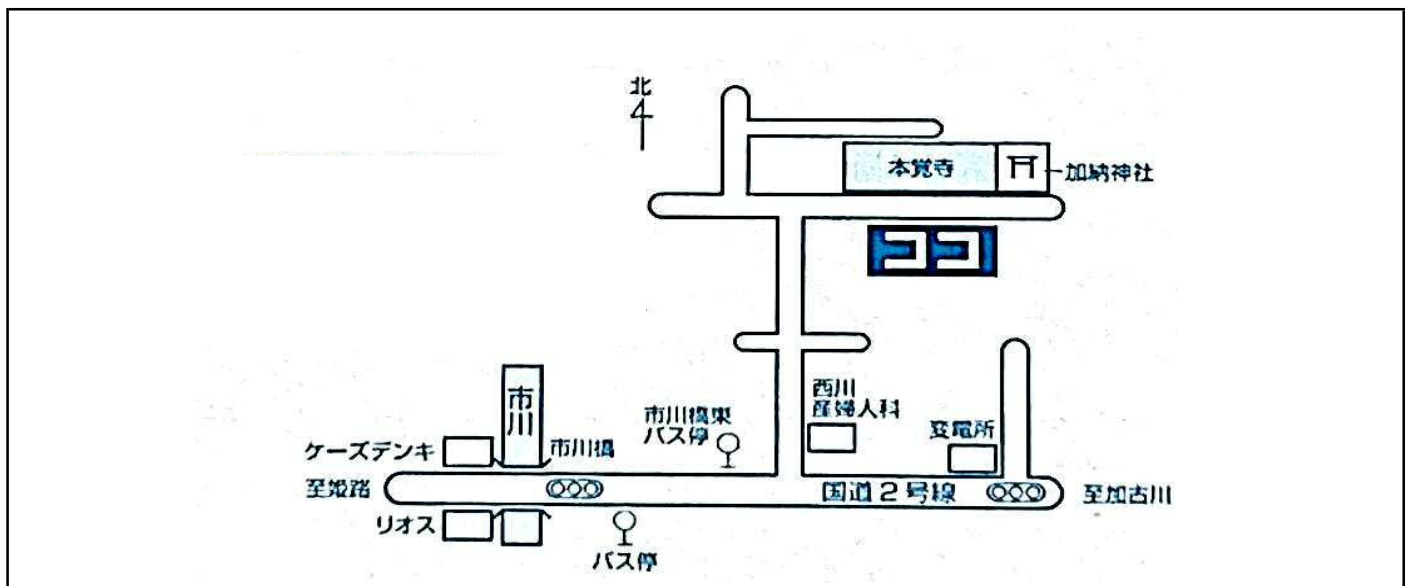 北
本覚寺
加納神社
ココ
西川
産婦人科
市川
市川橋東
バス停
変電所
ケーズデンキ
市川橋
至姫路
国道2号線
至加古川
リオス
バス停